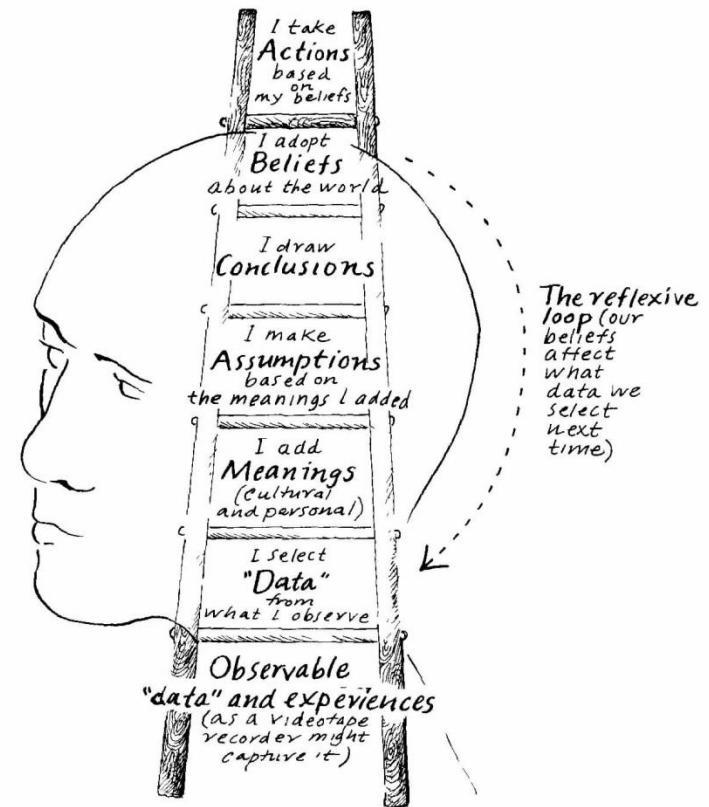 I take
Actions
based
on
my beliefs
I adopt
Beliefs
about the world
I draw
Conclusions
I make
Assumptions
based on
the meanings I added
I add
Meanings
(cultural
and personal)
I select
"Data"
from
what I observe
Observable
"data" and experiences
(as a videotape
recorder might
capture it)
The reflexive
loop (our
beliefs
affect
what
data we
select
next
time)